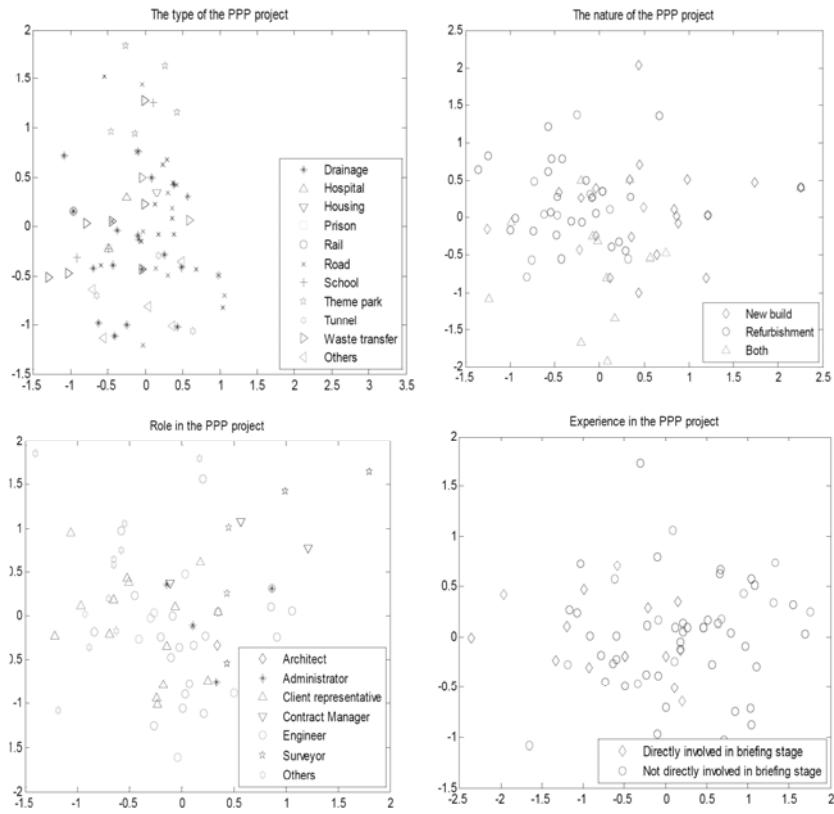 The type of the PPP project
2
1.5
1
0.5
0
-0.5
-1
-1.5
-1.5 -1 -0.5 0 0.5 1 1.5 2 2.5 3 3.5
Drainage
Hospital
Housing
Prison
Rail
Road
School
Theme park
Tunnel
Waste transfer
Others
The nature of the PPP project
2.5
2
1.5
1
0.5
0
-0.5
-1
-1.5
-2
-1.5 -1 -0.5 0 0.5 1 1.5 2 2.5
New build
Refurbishment
Both
Role in the PPP project
2
1.5
1
0.5
0
-0.5
-1
-1.5
-2
-1.5 -1 -0.5 0 0.5 1 1.5 2
Architect
Administrator
Client representative
Contract Manager
Engineer
Surveyor
Others
Experience in the PPP project
2
1.5
1
0.5
0
-0.5
-1
-1.5
-2.5 -2 -1.5 -1 -0.5 0 0.5 1 1.5 2
Directly involved in briefing stage
Not directly involved in briefing stage